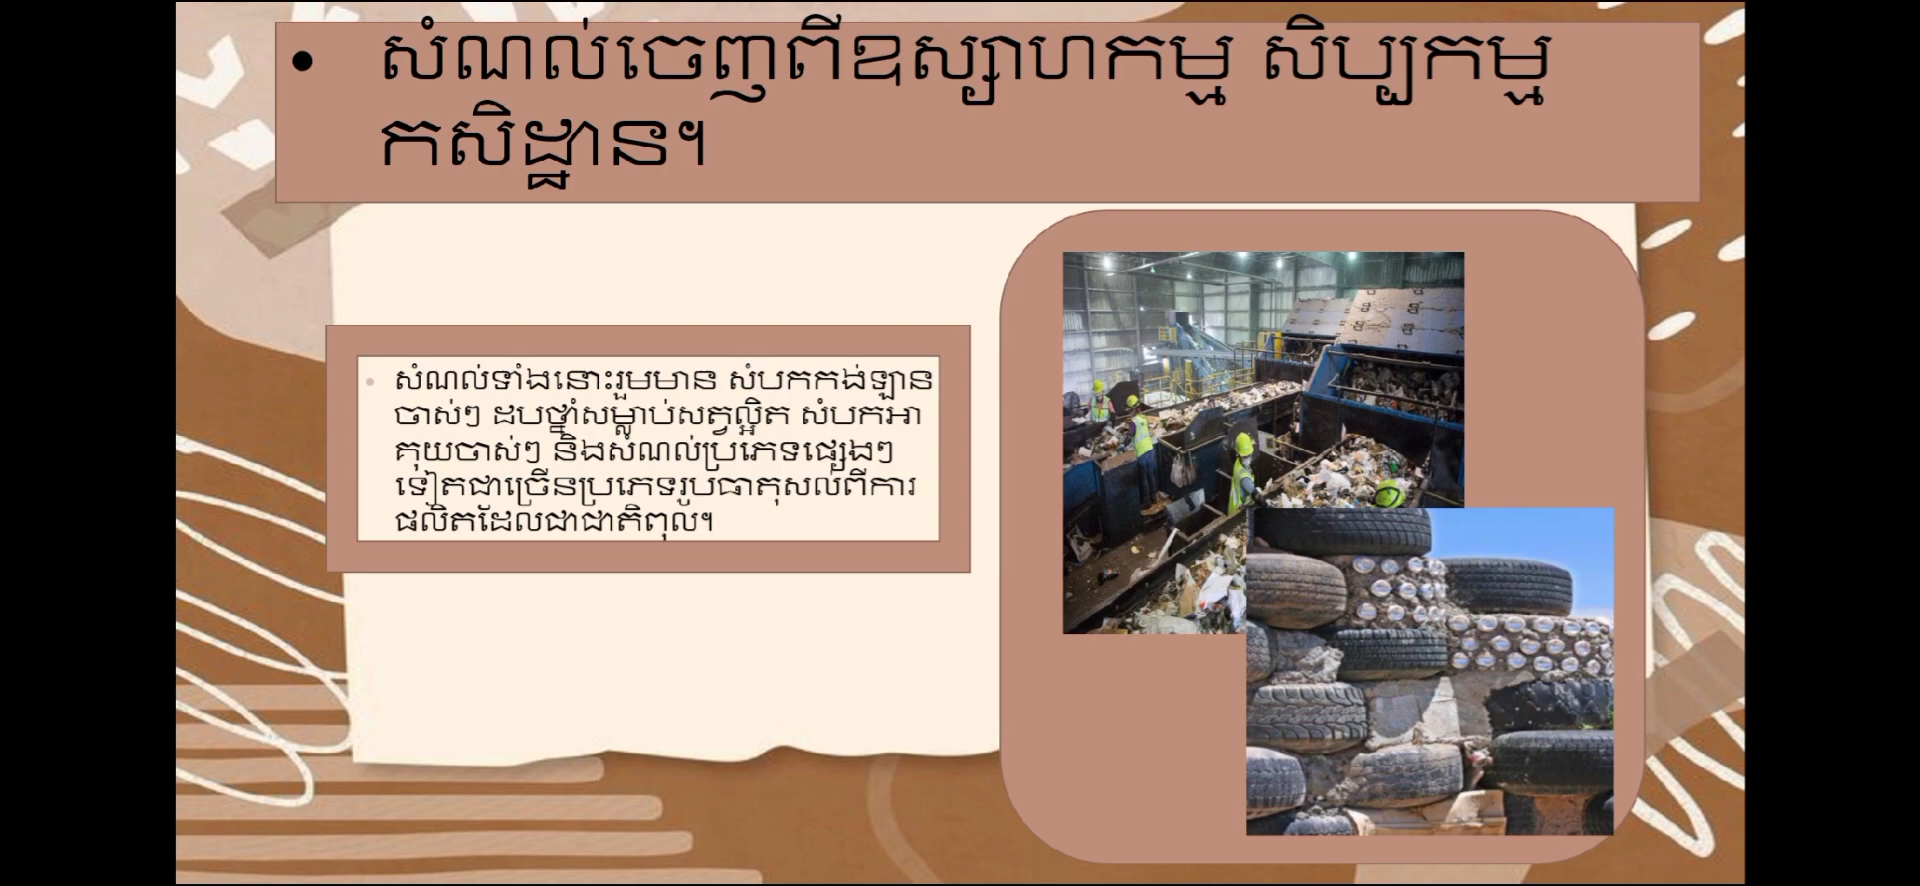 • សំណល់ចេញពីឧស្សាហកម្ម សិប្បកម្ម
កសិដ្ឋាន។
• សំណល់ទាំងនោះរួមមាន សំបកកង់ឡាន
ចាស់ៗ ដបថ្នាំសម្លាប់សត្វល្អិត សំបកអា
គុយចាស់ៗ និងសំណល់ប្រភេទផ្សេងៗ
ទៀតជាច្រើនប្រភេទរូបធាតុសល់ពីការ
ផលិតដែលជាជាតិពុល។